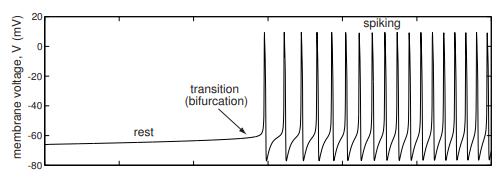 membrane voltage, V (mV)
20
0
-20
-40
-60
-80
spiking
transition
(bifurcation)
rest